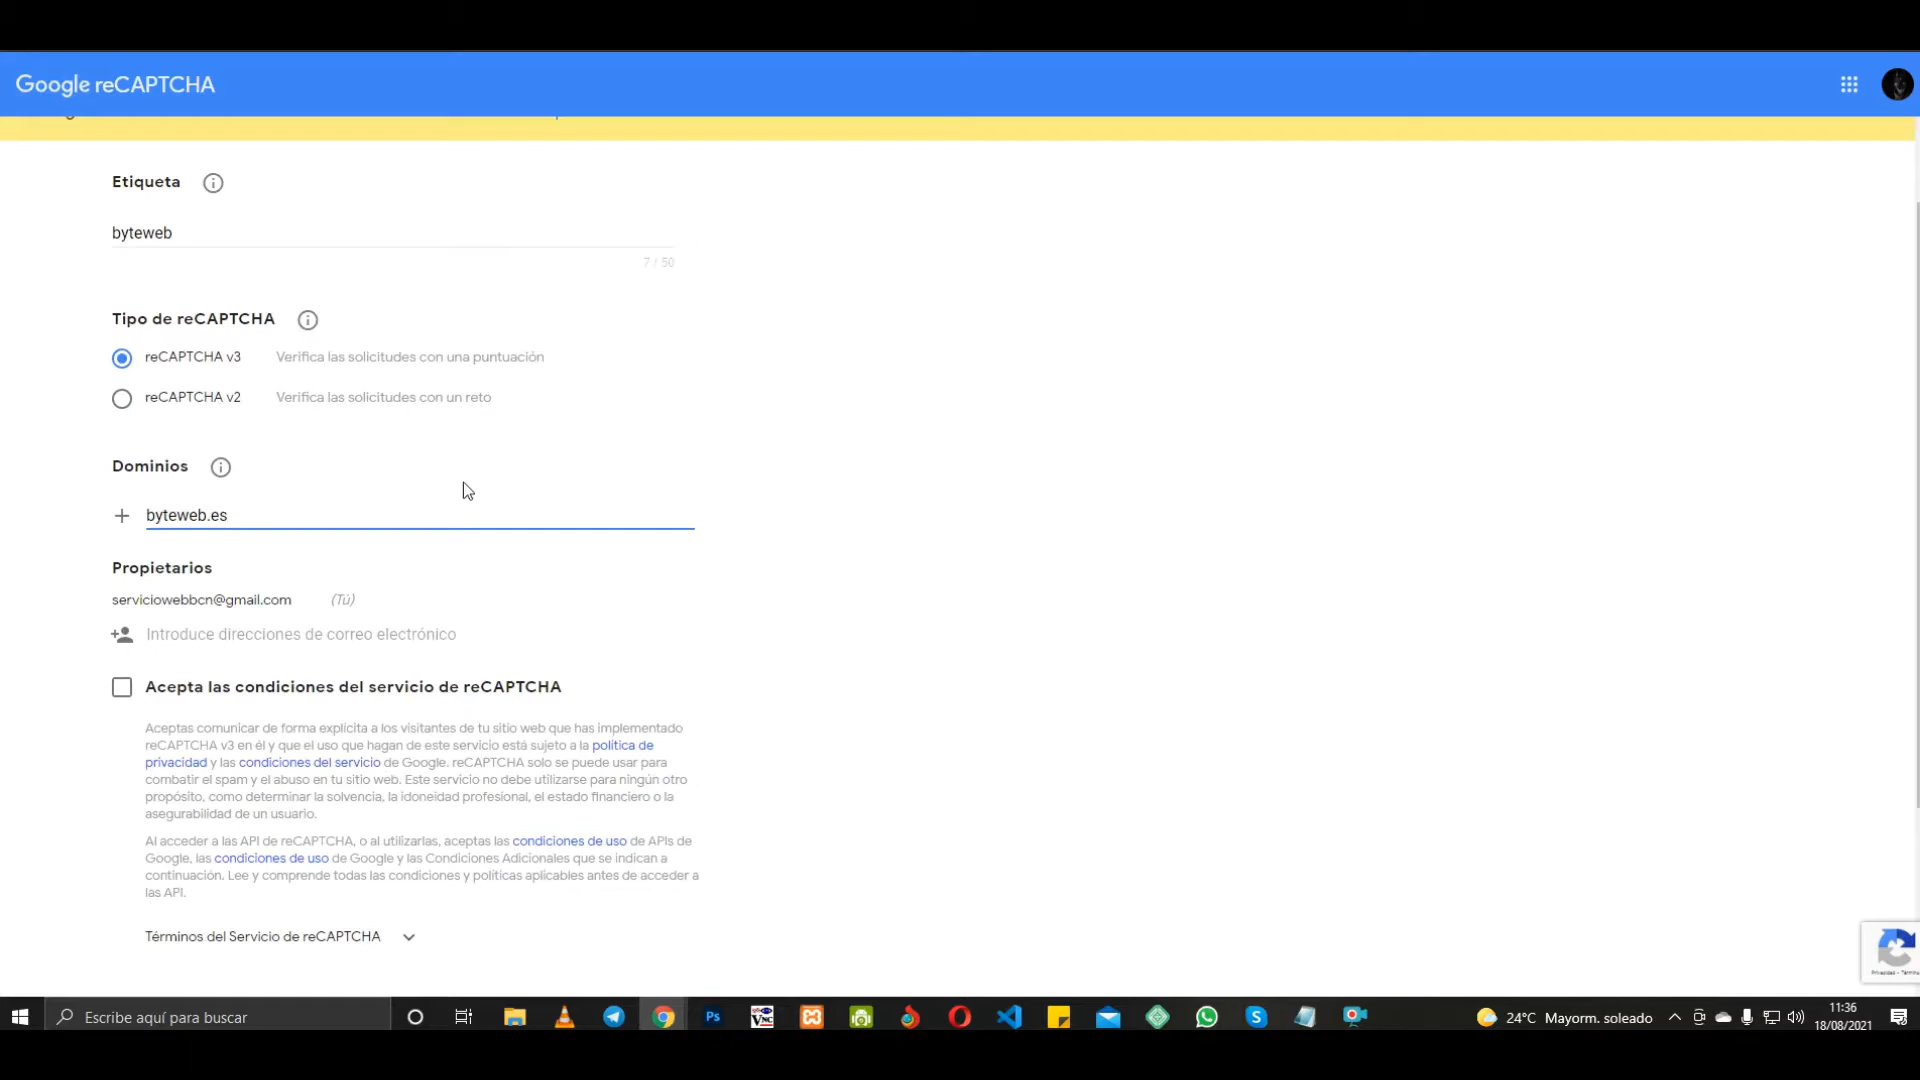 Google reCAPTCHA
Etiqueta
byteweb
7 / 50
Tipo de reCAPTCHA
reCAPTCHA v3 Verifica las solicitudes con una puntuación
reCAPTCHA v2 Verifica las solicitudes con un reto
Dominios
byteweb.es
Propietarios
serviciowebbcn@gmail.com (Tú)
Introduce direcciones de correo electrónico
Acepta las condiciones del servicio de reCAPTCHA
Aceptas comunicar de forma explícita a los visitantes de tu sitio web que has implementado
reCAPTCHA v3 en él y que el uso que hagan de este servicio está sujeto a la política de
privacidad y las condiciones del servicio de Google. reCAPTCHA solo se puede usar para
combatir el spam y el abuso en tu sitio web. Este servicio no debe utilizarse para ningún otro
propósito, como determinar la solvencia, la idoneidad profesional, el estado financiero o la
asegurabilidad de un usuario.
Al acceder a las API de reCAPTCHA, o al utilizarlas, aceptas las condiciones de uso de APIs de
Google, las condiciones de uso de Google y las Condiciones Adicionales que se indican a
continuación. Lee y comprende todas las condiciones y políticas aplicables antes de acceder a
las API.
Términos del Servicio de reCAPTCHA
Privacidad - Términ
Escribe aquí para buscar
Ps
VNC
S
24°C Mayorm. soleado
11:36
18/08/2021